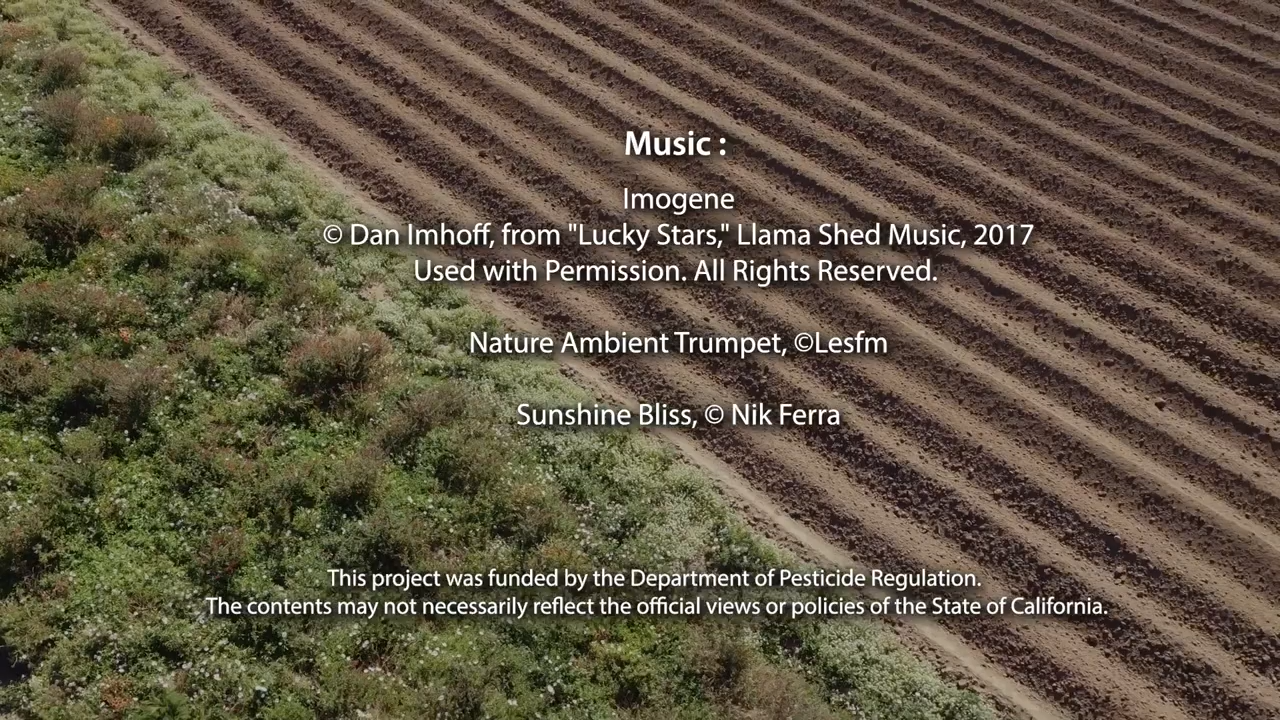 Music :
Imogene
© Dan Imhoff, from "Lucky Stars," Llama Shed Music, 2017
Used with Permission. All Rights Reserved.
Nature Ambient Trumpet, ©Lesfm
Sunshine Bliss, © Nik Ferra
This project was funded by the Department of Pesticide Regulation.
The contents may not necessarily reflect the official views or policies of the State of California.